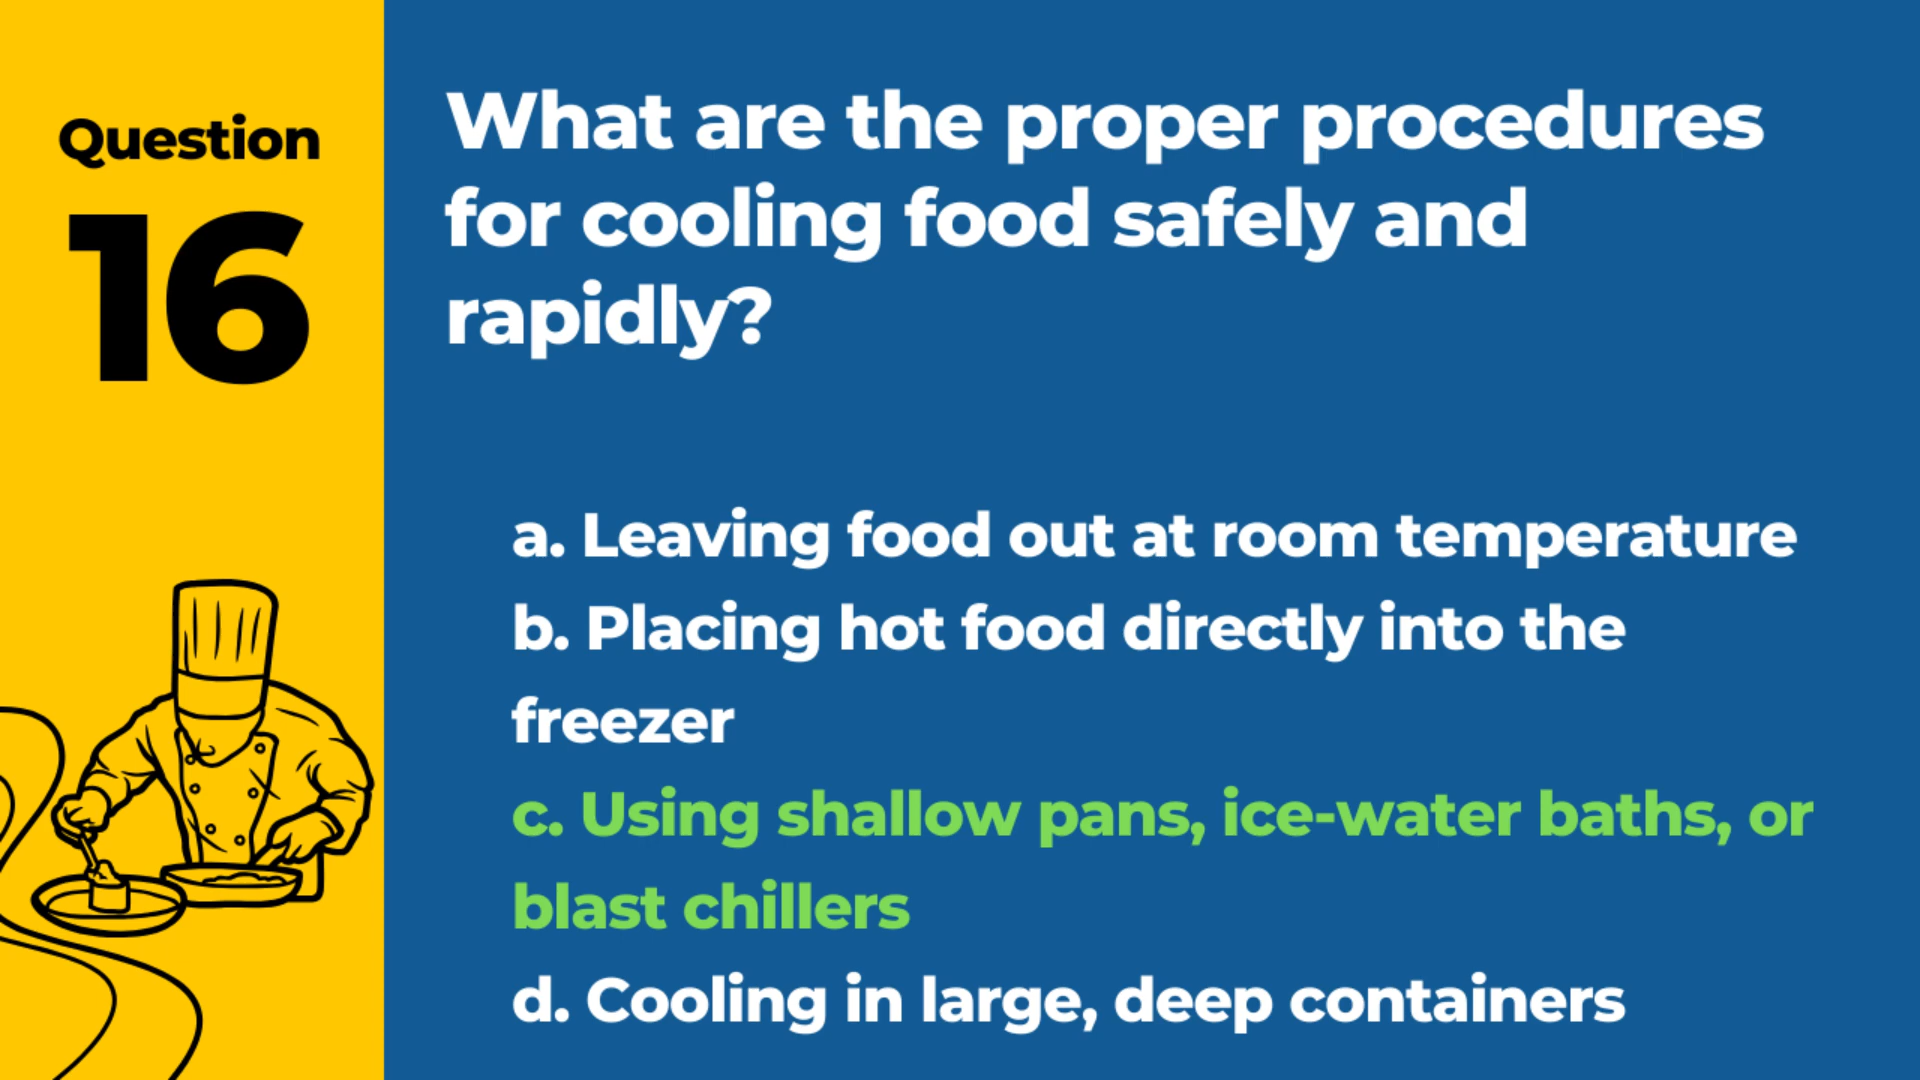 Question
16
What are the proper procedures
for cooling food safely and
rapidly?
a. Leaving food out at room temperature
b. Placing hot food directly into the
freezer
c. Using shallow pans, ice-water baths, or
blast chillers
d. Cooling in large, deep containers